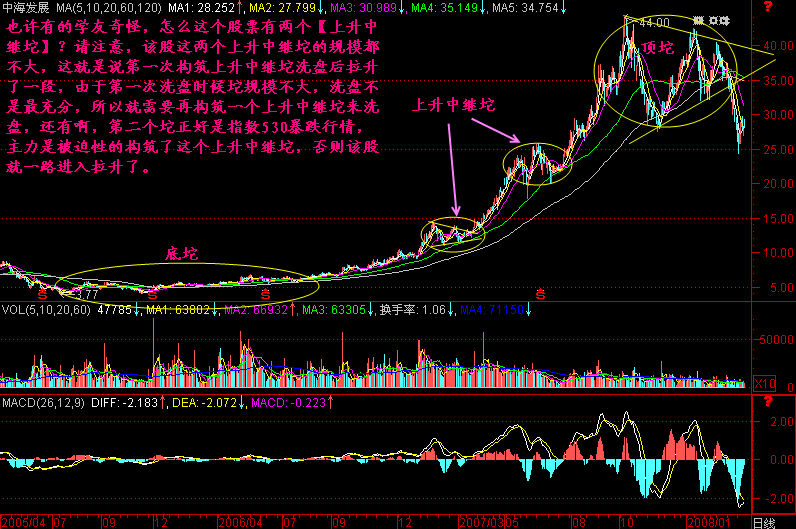 中海发展 MA(5,10,20,60,120) MA1: 28.252↑, MA2: 27.799↓, MA3: 30.989↓, MA4: 35.149↓, MA5: 34.754↓
?
也许有的学友奇怪，怎么这个股票有两个【上升中
继坨】？请注意，该股这两个上升中继坨的规模都
不大，这就是说第一次构筑上升中继坨洗盘后拉升
了一段，由于第一次洗盘时候坨规模不大，洗盘不
是最充分，所以就需要再构筑一个上升中继坨来洗
盘，还有啊，第二个坨正好是指数530暴跌行情，
主力是被迫性的构筑了这个上升中继坨，否则该股
就一路进入拉升了。
44.00
顶坨
上升中继坨
底坨
3.77
S
S
S
S
40.00
35.00
30.00
25.00
20.00
15.00
10.00
5.00
VOL(5,10,20,60) 47785↓, MA1: 63802↓, MA2: 66932↑, MA3: 63305↓, 换手率: 1.06↓, MA4: 71150↓
50000
X10
MACD(26,12,9) DIFF: -2.183↑, DEA: -2.072↓, MACD: -0.223↑
?
2.00
0.00
-2.00
2005/04 07 09 12 2006/04 07 09 12 2007/03 05 08 10 2008/01 日线